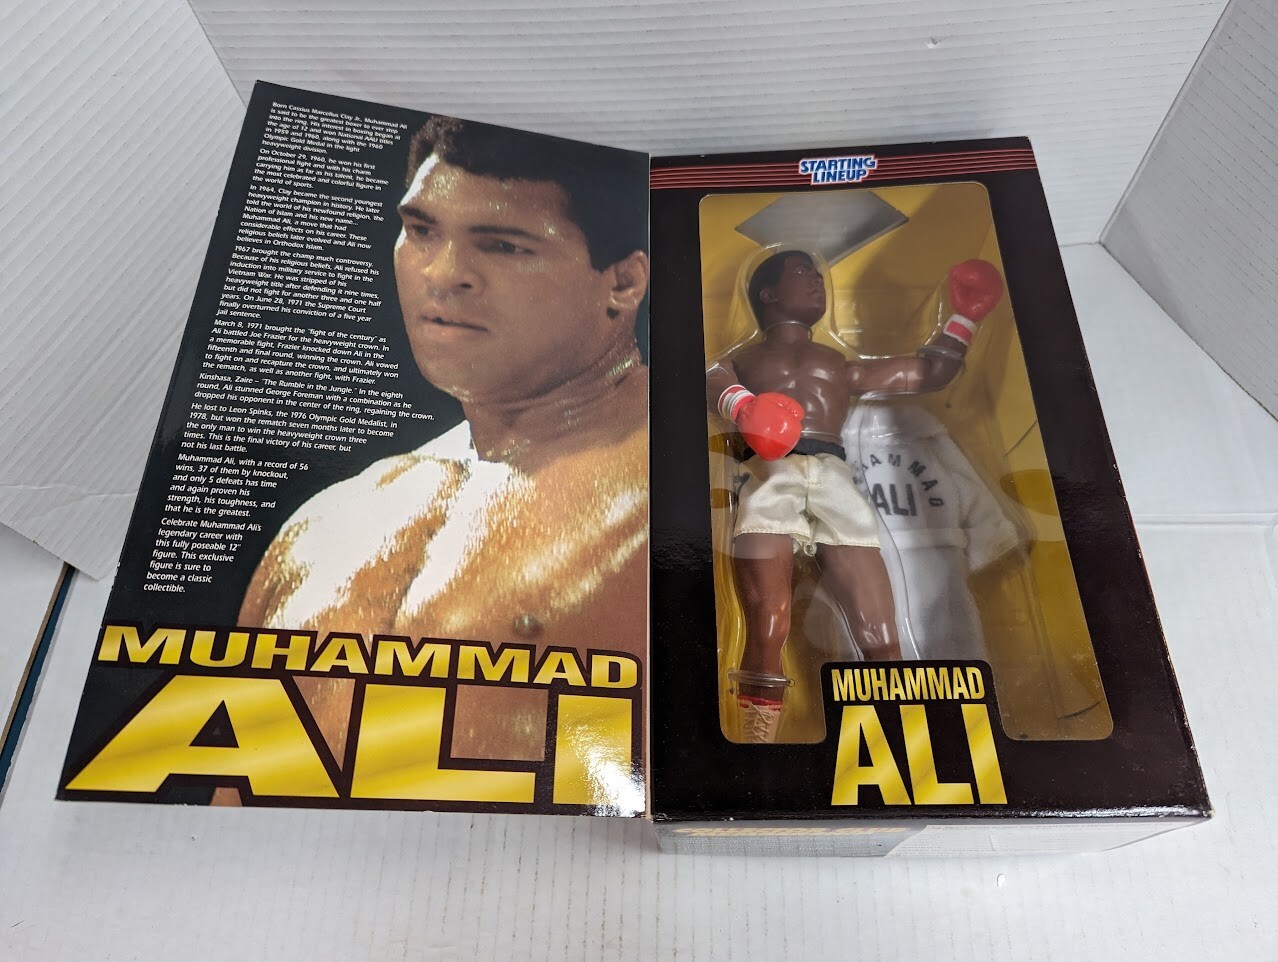 Born Cassius Marcellus Clay Jr., Muhammad Ali
is said to be the greatest boxer to ever step
into the ring. His interest in boxing began at
the age of 12 and won National AAU titles
in 1959 and 1960, along with the 1960
Olympic Gold Medal in the light
heavyweight division.
On October 29, 1960, he won his first
professional fight and with his charm
carrying him as far as his talent, he became
the most celebrated and colorful figure in
the world of sports.
In 1964, Clay became the second youngest
heavyweight champion in history. He later
told the world of his newfound religion, the
Nation of Islam and his new name...
Muhammad Ali, a move that had
considerable effects on his career. These
religious beliefs later evolved and Ali now
believes in Orthodox Islam.
1967 brought the champ much controversy.
Because of his religious beliefs, Ali refused his
induction into military service to fight in the
Vietnam War. He was stripped of his
heavyweight title after defending it nine times,
but did not fight for another three and one half
years. On June 28, 1971 the Supreme Court
finally overturned his conviction of a five year
jail sentence.
March 8, 1971 brought the "fight of the century" as
Ali battled Joe Frazier for the heavyweight crown. In
a memorable fight, Frazier knocked down Ali in the
fifteenth and final round, winning the crown. Ali vowed
to fight on and recapture the crown, and ultimately won
the rematch, as well as another fight, with Frazier.
Kinshasa, Zaire – "The Rumble in the Jungle." In the eighth
round, Ali stunned George Foreman with a combination as he
dropped his opponent in the center of the ring, regaining the crown.
He lost to Leon Spinks, the 1976 Olympic Gold Medalist, in
1978, but won the rematch seven months later to become
the only man to win the heavyweight crown three
times. This is the final victory of his career, but
not his last battle.
Muhammad Ali, with a record of 56
wins, 37 of them by knockout,
and only 5 defeats has time
and again proven his
strength, his toughness, and
that he is the greatest.
Celebrate Muhammad Ali's
legendary career with
this fully poseable 12"
figure. This exclusive
figure is sure to
become a classic
collectible.
MUHAMMAD
ALI
STARTING
LINEUP
ALI
MUHAMMAD
ALI